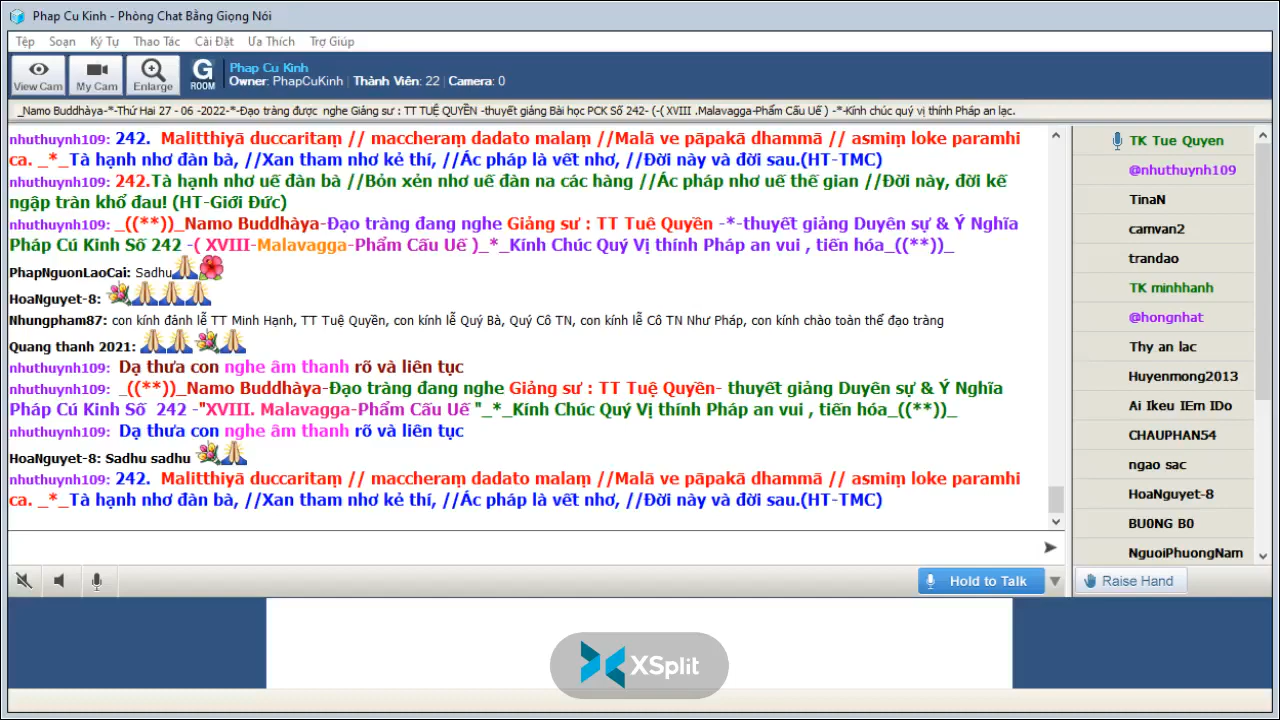 Phap Cu Kinh - Phòng Chat Bằng Giọng Nói
Tệp Soạn Ký Tự Thao Tác Cài Đặt Ưa Thích Trợ Giúp
View Cam My Cam Enlarge G ROOM
Phap Cu Kinh
Owner: PhapCuKinh | Thành Viên: 22 | Camera: 0
_Namo Buddhàya-*-Thứ Hai 27 - 06 -2022-*-Đạo tràng được nghe Giảng sư : TT TUỆ QUYỀN -thuyết giảng Bài học PCK Số 242- (-( XVIII .Malavagga-Phẩm Cấu Uế ) -*-Kính chúc quý vị thính Pháp an lạc.
nhuthuynh109: 242. Malitthiyā duccaritaṃ // maccheraṃ dadato malaṃ //Malā ve pāpakā dhammā // asmiṃ loke paramhi
ca. _*_Tà hạnh nhơ đàn bà, //Xan tham nhơ kẻ thí, //Ác pháp là vết nhơ, //Đời này và đời sau.(HT-TMC)
nhuthuynh109: 242.Tà hạnh nhơ uế đàn bà //Bỏn xẻn nhơ uế đàn na các hàng //Ác pháp nhơ uế thế gian //Đời này, đời kế
ngập tràn khổ đau! (HT-Giới Đức)
nhuthuynh109: _((**))_Namo Buddhàya-Đạo tràng đang nghe Giảng sư : TT Tuê Quyền -*-thuyết giảng Duyên sự & Ý Nghĩa
Pháp Cú Kinh Số 242 -( XVIII-Malavagga-Phẩm Cấu Uế )_*_Kính Chúc Quý Vị thính Pháp an vui , tiến hóa_((**))_
PhapNguonLaoCai: Sadhu
HoaNguyet-8:
Nhungpham87: con kính đảnh lễ TT Minh Hạnh, TT Tuệ Quyền, con kính lễ Quý Bà, Quý Cô TN, con kính lễ Cô TN Như Pháp, con kính chào toàn thể đạo tràng
Quang thanh 2021:
nhuthuynh109: Dạ thưa con nghe âm thanh rõ và liên tục
nhuthuynh109: _((**))_Namo Buddhàya-Đạo tràng đang nghe Giảng sư : TT Tuệ Quyền- thuyết giảng Duyên sự & Ý Nghĩa
Pháp Cú Kinh Số 242 -"XVIII. Malavagga-Phẩm Cấu Uế "_*_Kính Chúc Quý Vị thính Pháp an vui , tiến hóa_((**))_
nhuthuynh109: Dạ thưa con nghe âm thanh rõ và liên tục
HoaNguyet-8: Sadhu sadhu
nhuthuynh109: 242. Malitthiyā duccaritaṃ // maccheraṃ dadato malaṃ //Malā ve pāpakā dhammā // asmiṃ loke paramhi
ca. _*_Tà hạnh nhơ đàn bà, //Xan tham nhơ kẻ thí, //Ác pháp là vết nhơ, //Đời này và đời sau.(HT-TMC)
TK Tue Quyen
@nhuthuynh109
TinaN
camvan2
trandao
TK minhhanh
@hongnhat
Thy an lac
Huyenmong2013
Ai Ikeu IEm IDo
CHAUPHAN54
ngao sac
HoaNguyet-8
BU0NG B0
NguoiPhuongNam
Hold to Talk
Raise Hand
XSplit